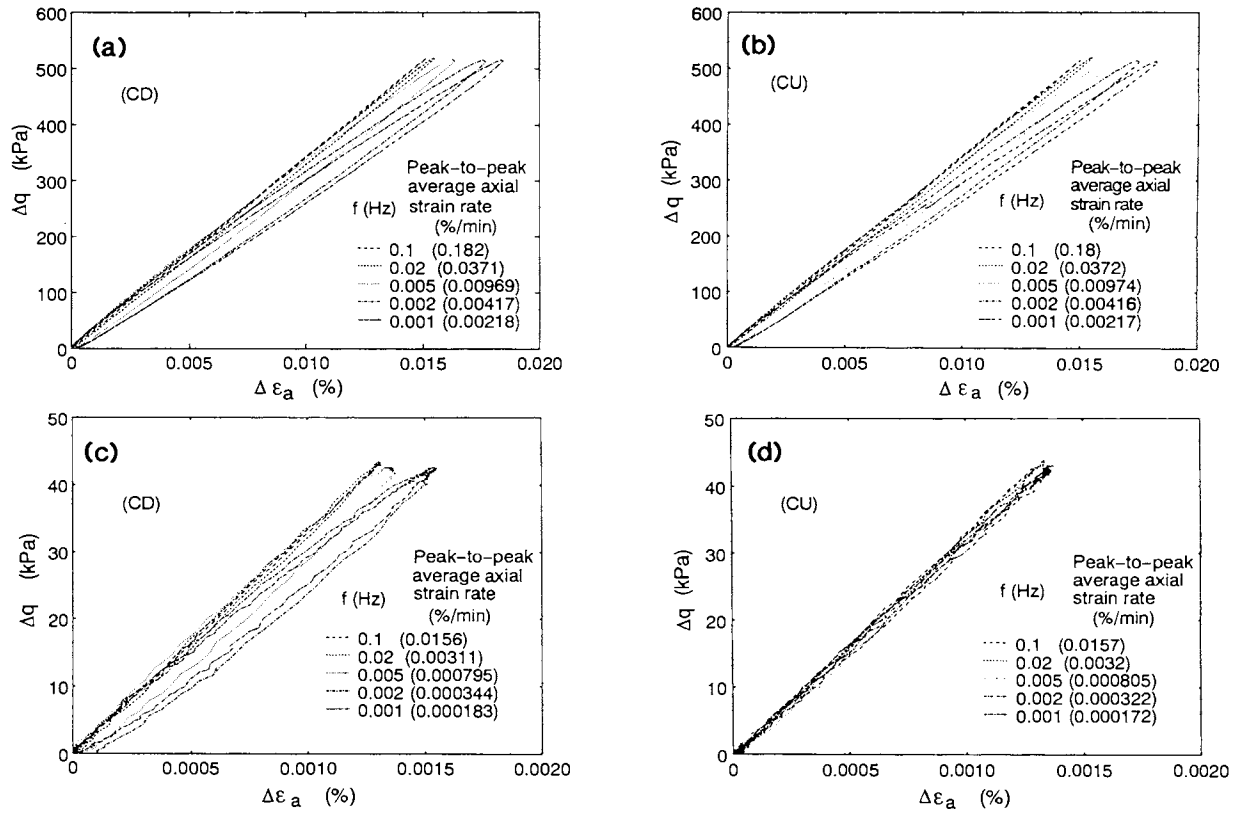 (a)
(CD)
600
500
400
300
200
100
0
Δq (kPa)
Peak-to-peak
average axial
strain rate
f (Hz)
(%/min)
0.1 (0.182)
0.02 (0.0371)
0.005 (0.00969)
0.002 (0.00417)
0.001 (0.00218)
0 0.005 0.010 0.015 0.020
Δ ε a (%)
(b)
(CU)
600
500
400
300
200
100
0
Δq (kPa)
Peak-to-peak
average axial
f (Hz) strain rate
(%/min)
0.1 (0.18)
0.02 (0.0372)
0.005 (0.00974)
0.002 (0.00416)
0.001 (0.00217)
0 0.005 0.010 0.015 0.020
Δ ε a (%)
(c)
(CD)
50
40
30
20
10
0
Δq (kPa)
Peak-to-peak
average axial
f (Hz) strain rate
(%/min)
0.1 (0.0156)
0.02 (0.00311)
0.005 (0.000795)
0.002 (0.000344)
0.001 (0.000183)
0 0.0005 0.0010 0.0015 0.0020
Δε a (%)
(d)
(CU)
50
40
30
20
10
0
Δq (kPa)
Peak-to-peak
average axial
f (Hz) strain rate
(%/min)
0.1 (0.0157)
0.02 (0.0032)
0.005 (0.000805)
0.002 (0.000322)
0.001 (0.000172)
0 0.0005 0.0010 0.0015 0.0020
Δε a (%)